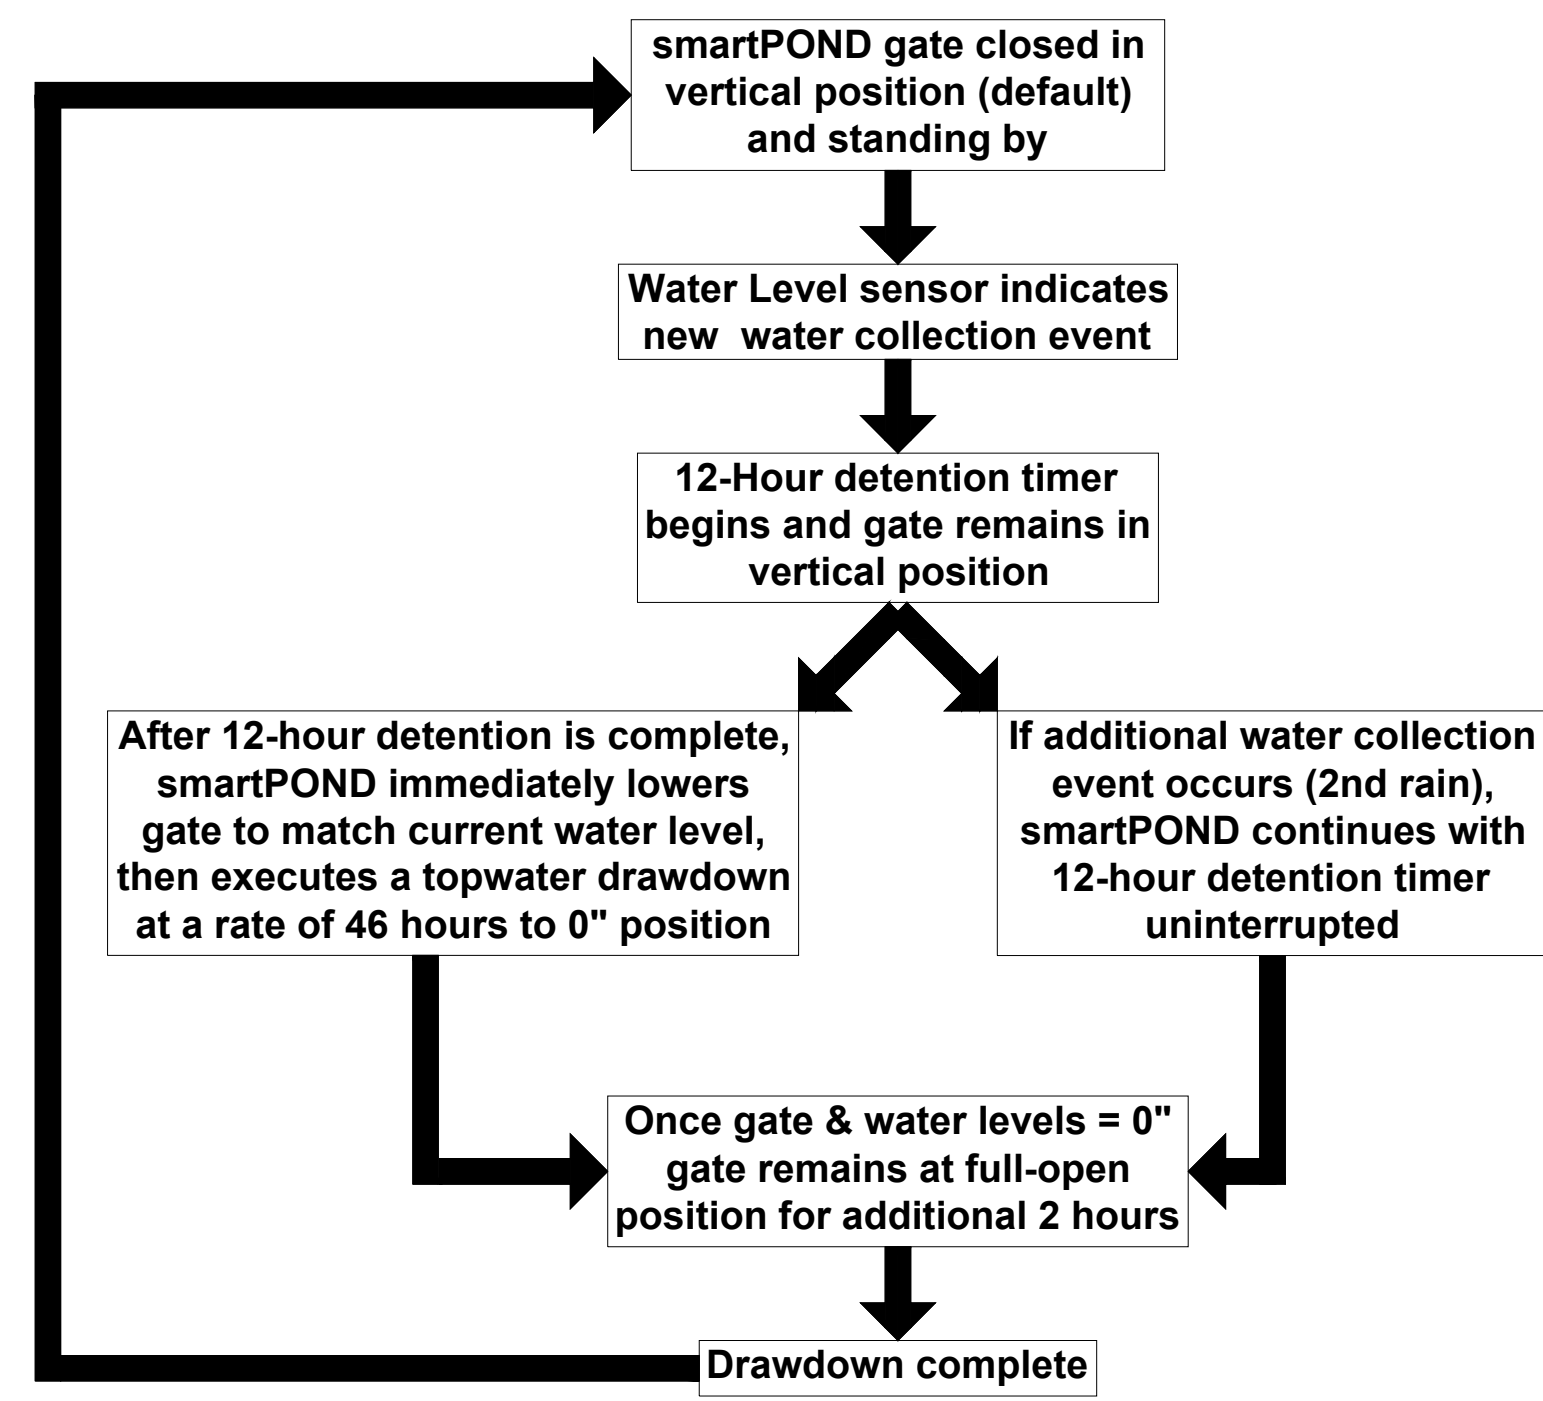 smartPOND gate closed in
vertical position (default)
and standing by
Water Level sensor indicates
new  water collection event
12-Hour detention timer
begins and gate remains in
vertical position
After 12-hour detention is complete,
smartPOND immediately lowers
gate to match current water level,
then executes a topwater drawdown
at a rate of 46 hours to 0" position
If additional water collection
event occurs (2nd rain),
smartPOND continues with
12-hour detention timer
uninterrupted
Once gate & water levels = 0"
gate remains at full-open
position for additional 2 hours
Drawdown complete